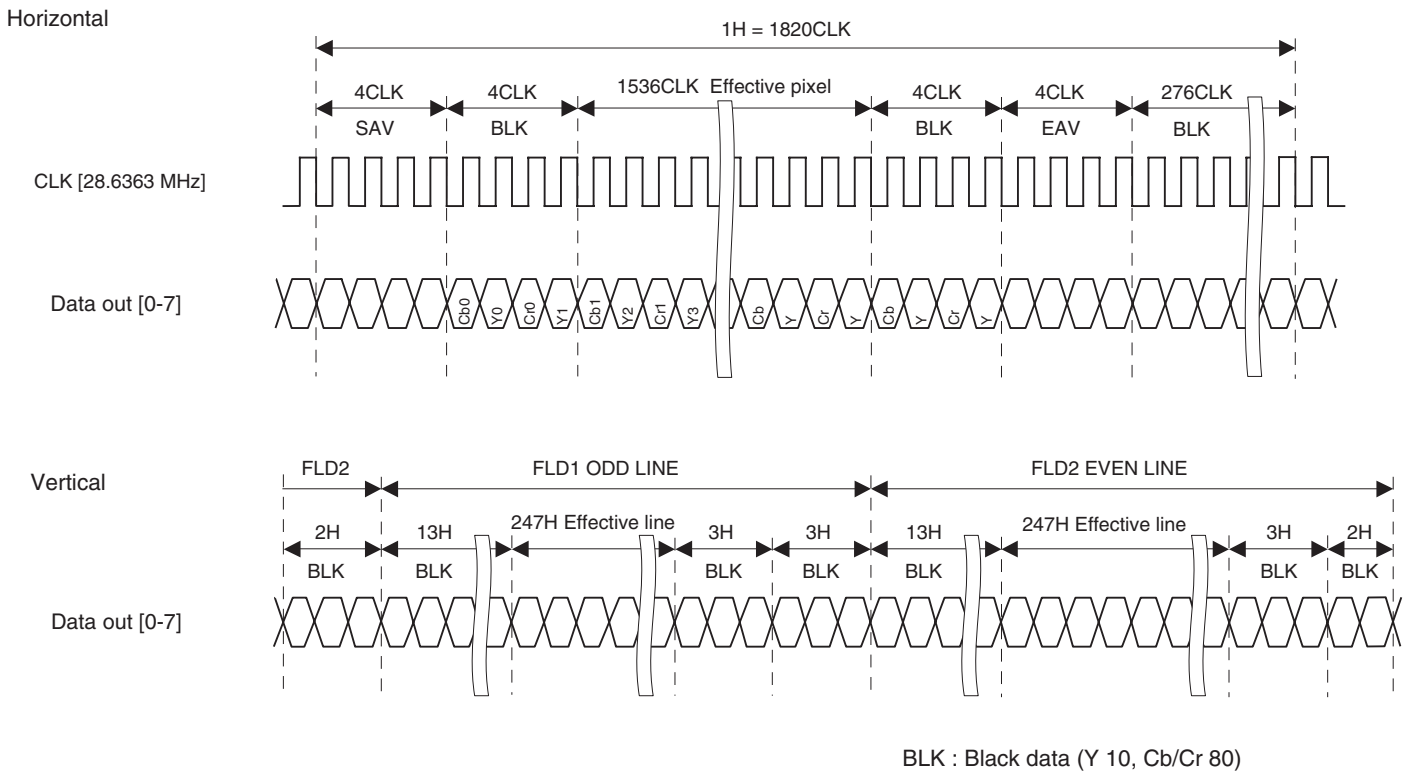 Horizontal
1H = 1820CLK
4CLK 4CLK 1536CLK Effective pixel 4CLK 4CLK 276CLK
SAV BLK BLK EAV BLK
CLK [28.6363 MHz]
Data out [0-7]
Cb0 Y0 Cr0 Y1 Cb1 Y2 Cr1 Y3 Cb Y Cr Y Cb Y Cr Y
Vertical
FLD2 FLD1 ODD LINE FLD2 EVEN LINE
2H 13H 247H Effective line 3H 3H 13H 247H Effective line 3H 2H
BLK BLK BLK BLK BLK BLK BLK
Data out [0-7]
BLK : Black data (Y 10, Cb/Cr 80)